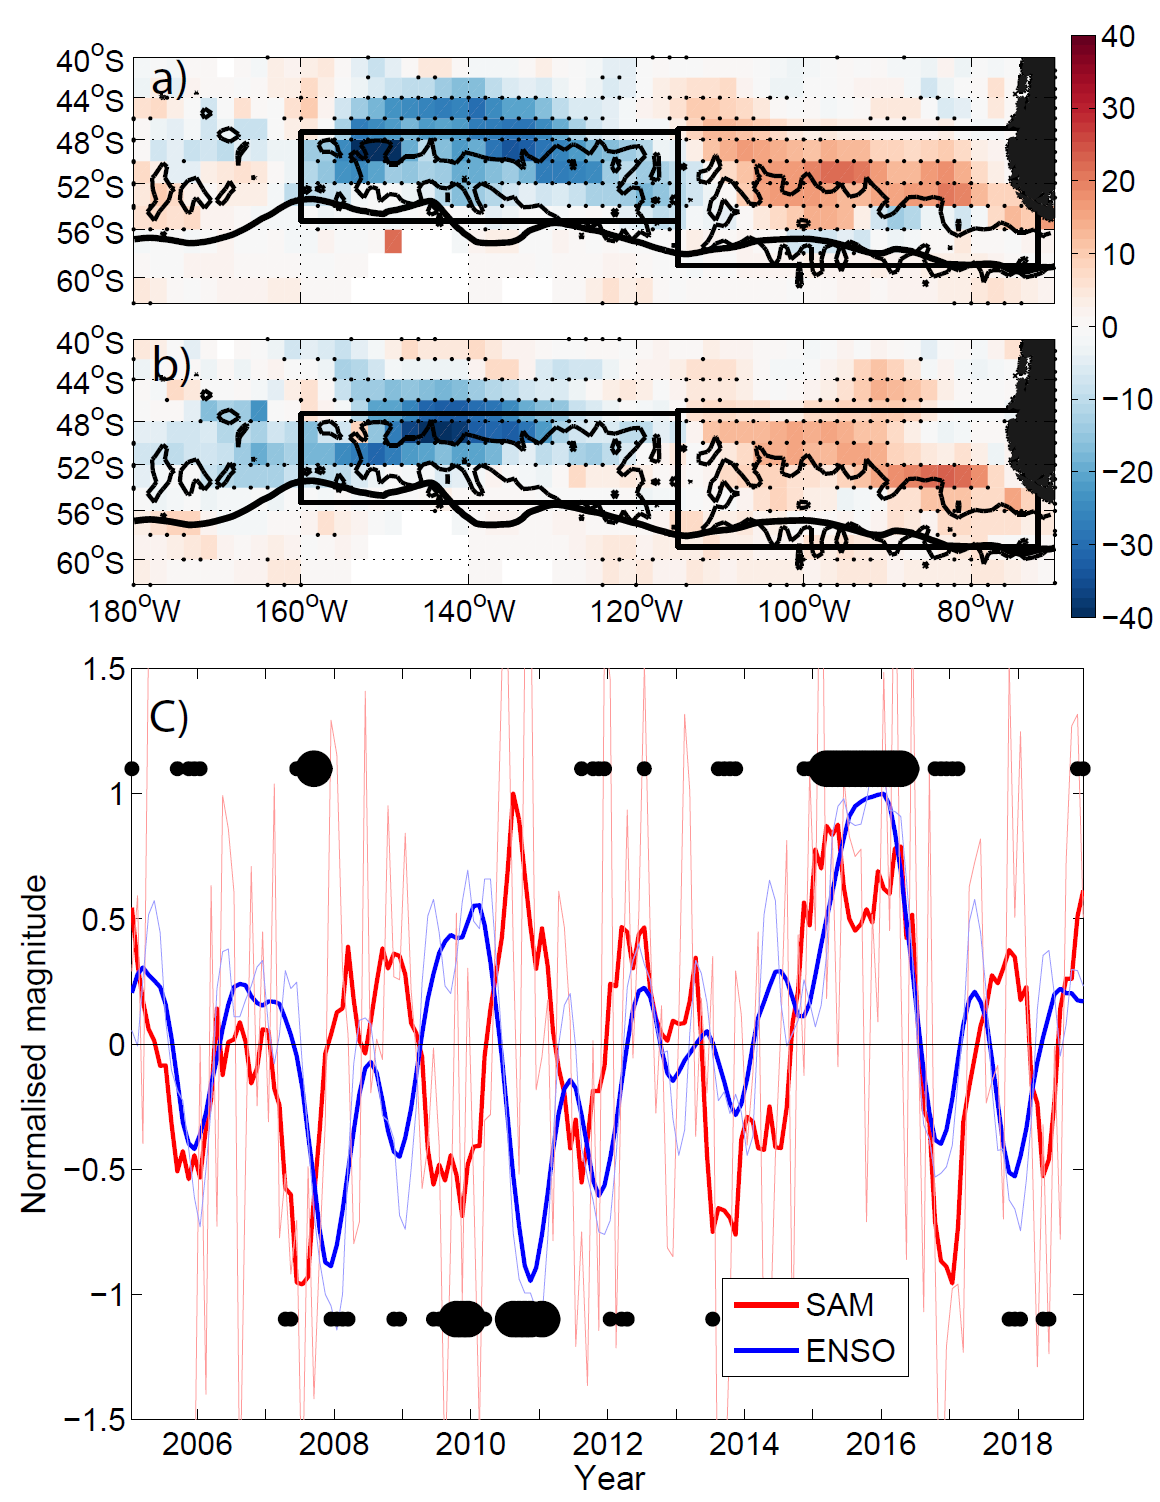 a)
40°S
44°S
48°S
52°S
56°S
60°S
b)
40°S
44°S
48°S
52°S
56°S
60°S
180°W 160°W 140°W 120°W 100°W 80°W
40
30
20
10
0
−10
−20
−30
−40
C)
1.5
1
0.5
0
−0.5
−1
−1.5
Normalised magnitude
SAM
ENSO
2006 2008 2010 2012 2014 2016 2018
Year